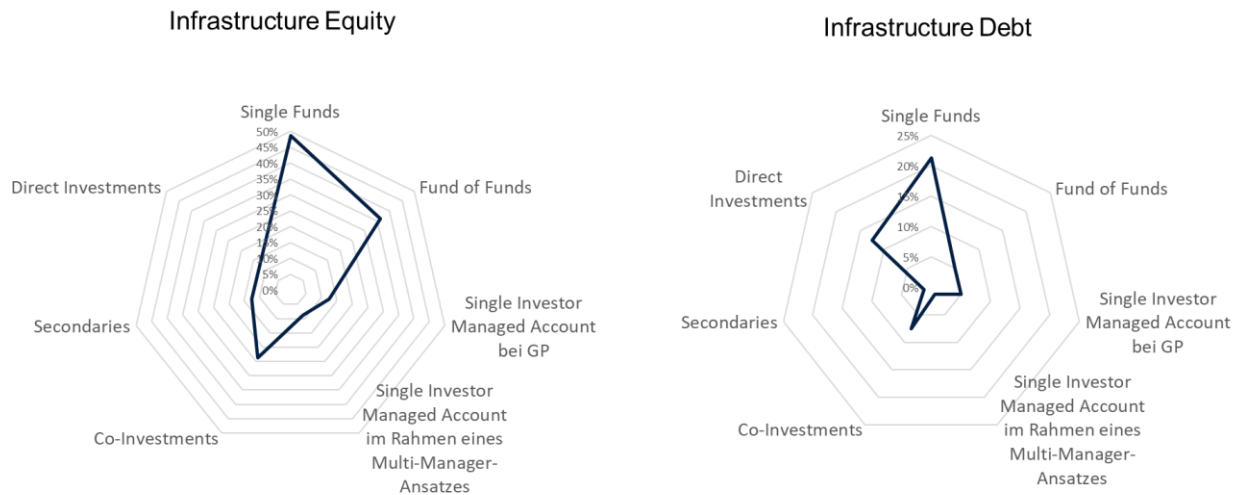 Infrastructure Equity
Single Funds
50%
45%
40%
35%
30%
25%
20%
15%
10%
5%
0%
Fund of Funds
Single Investor
Managed Account
bei GP
Single Investor
Managed Account
im Rahmen eines
Multi-Manager-
Ansatzes
Co-Investments
Secondaries
Direct Investments
Infrastructure Debt
Single Funds
25%
20%
15%
10%
5%
0%
Fund of Funds
Single Investor
Managed Account
bei GP
Single Investor
Managed Account
im Rahmen eines
Multi-Manager-
Ansatzes
Co-Investments
Secondaries
Direct
Investments